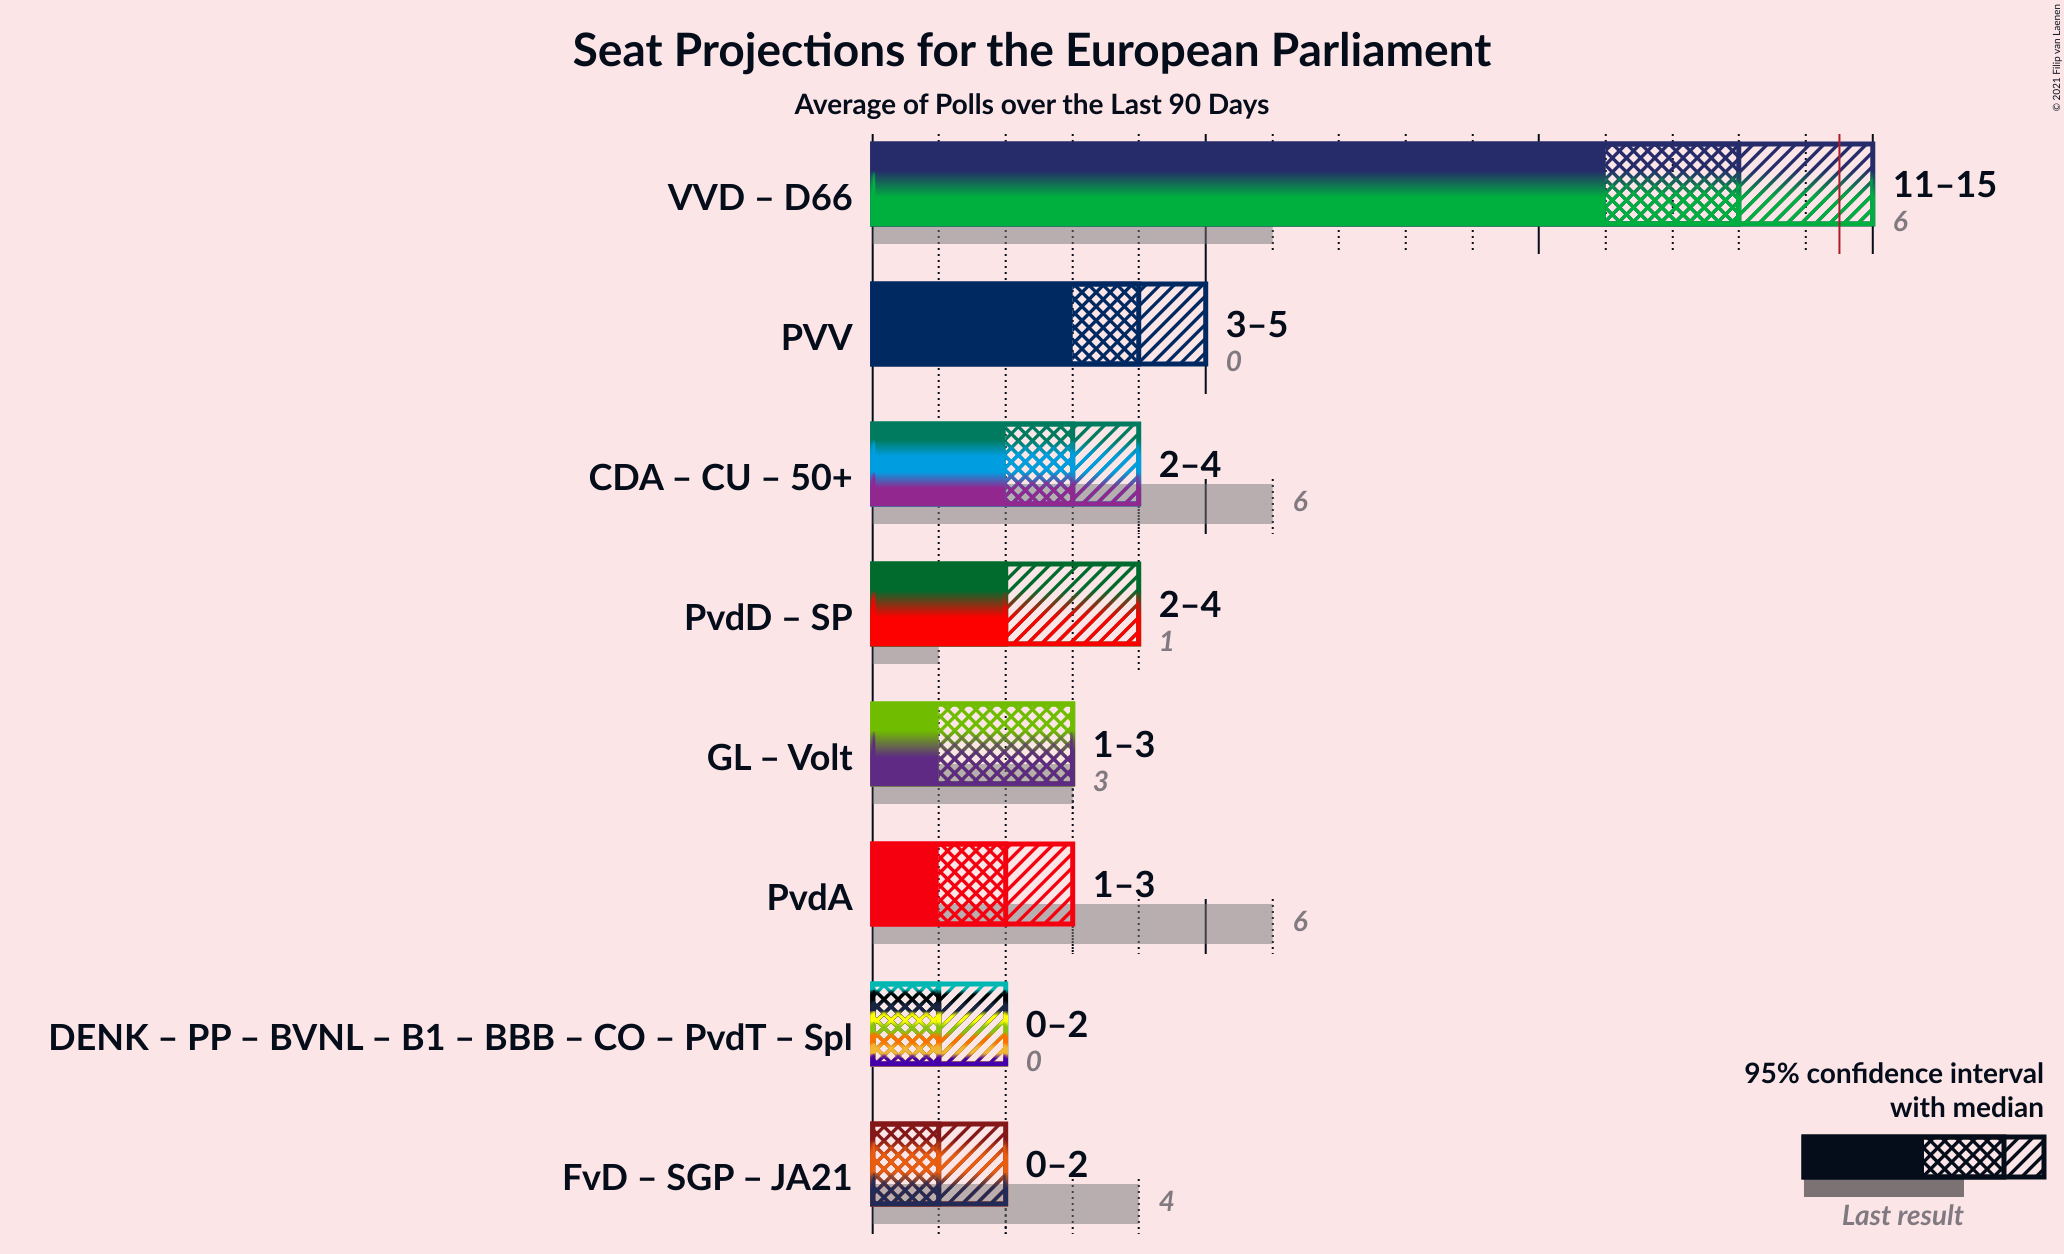 Seat Projections for the European Parliament
Average of Polls over the Last 90 Days
© 2021 Filip van Laenen
VVD – D66
11–15
6
PVV
3–5
0
CDA – CU – 50+
2–4
6
PvdD – SP
2–4
1
GL – Volt
1–3
3
PvdA
1–3
6
DENK – PP – BVNL – B1 – BBB – CO – PvdT – Spl
0–2
0
FvD – SGP – JA21
0–2
4
95% confidence interval
with median
Last result